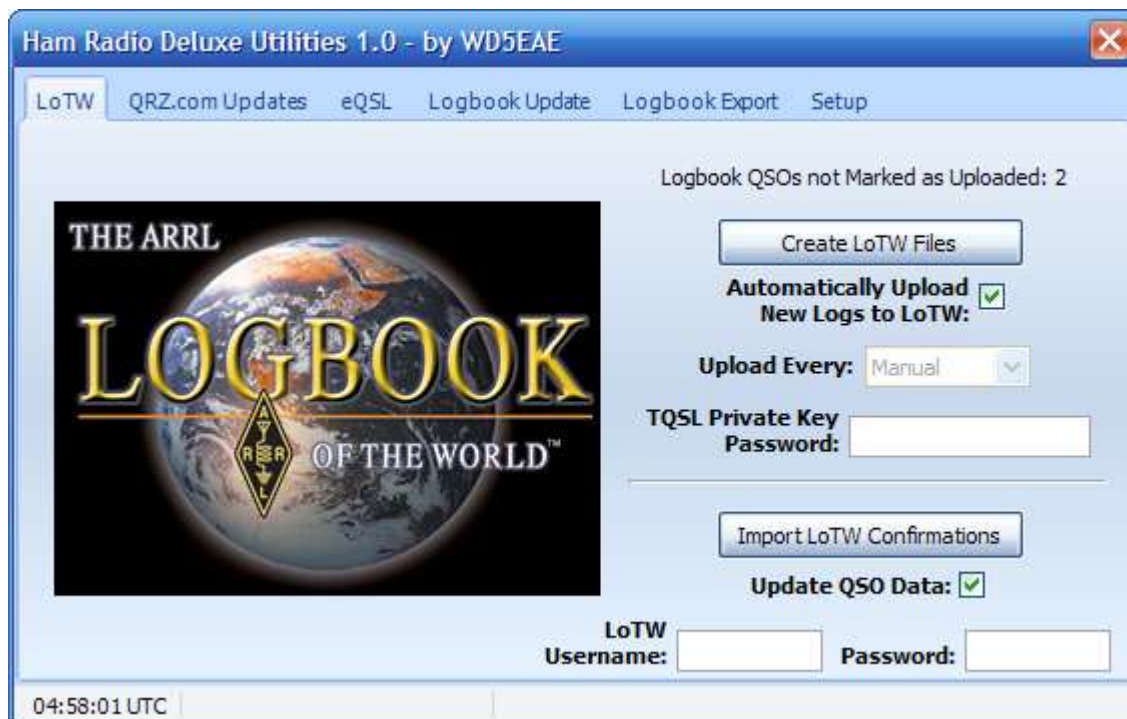 Ham Radio Deluxe Utilities 1.0 - by WD5EAE
LoTW QRZ.com Updates eQSL Logbook Update Logbook Export Setup
Logbook QSOs not Marked as Uploaded: 2
THE ARRL
LOGBOOK
OF THE WORLD™
A
R R
L
Create LoTW Files
Automatically Upload
New Logs to LoTW:
Upload Every: Manual
TQSL Private Key
Password:
Import LoTW Confirmations
Update QSO Data:
LoTW
Username:
Password:
04:58:01 UTC